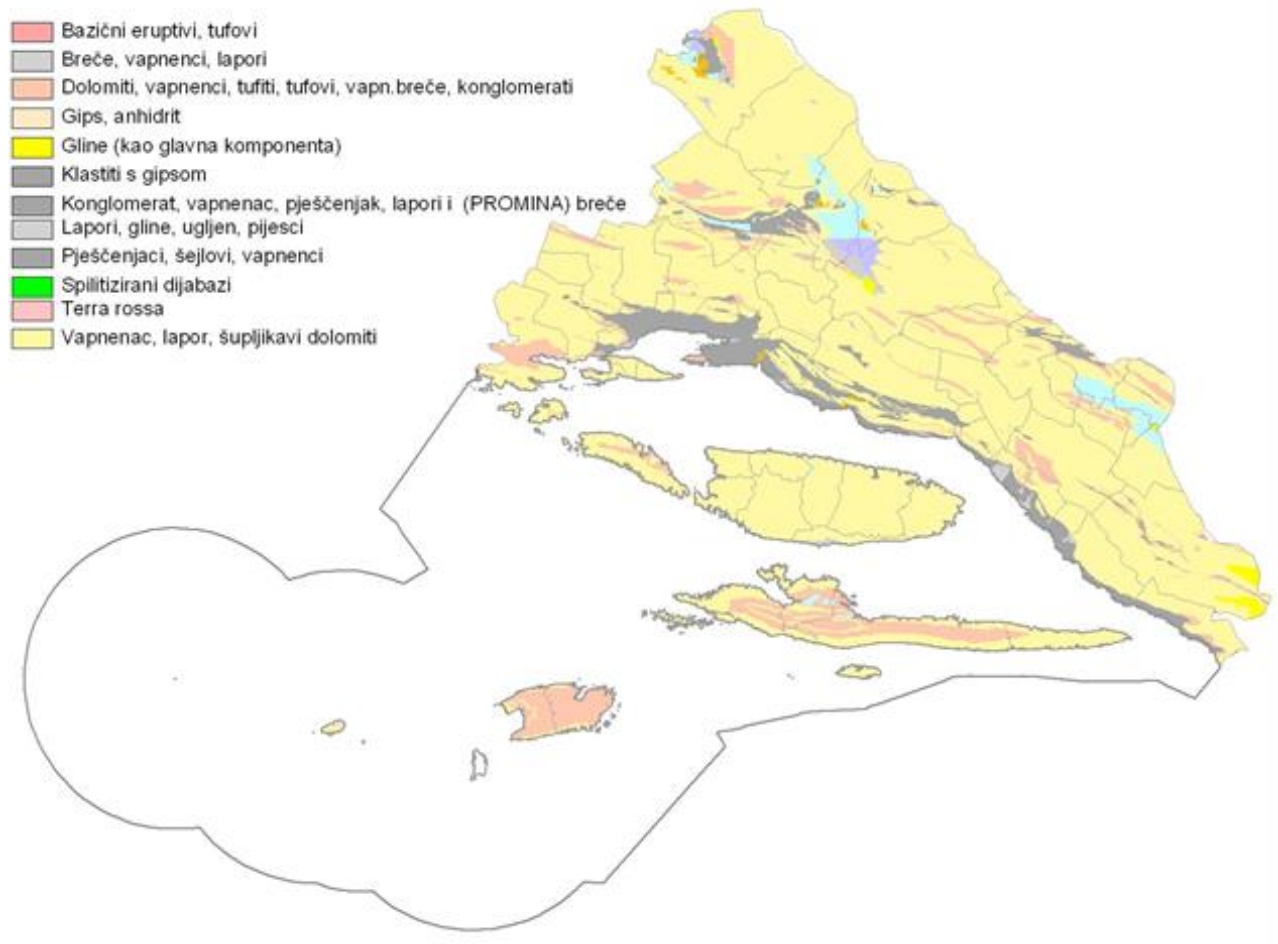 Bazični eruptivi, tufovi
Breče, vapnenci, lapori
Dolomiti, vapnenci, tufiti, tufovi, vapn.breče, konglomerati
Gips, anhidrit
Gline (kao glavna komponenta)
Klastiti s gipsom
Konglomerat, vapnenac, pješčenjak, lapori i (PROMINA) breče
Lapori, gline, ugljen, pijesci
Pješčenjaci, šejlovi, vapnenci
Spilitizirani dijabazi
Terra rossa
Vapnenac, lapor, šupljikavi dolomiti